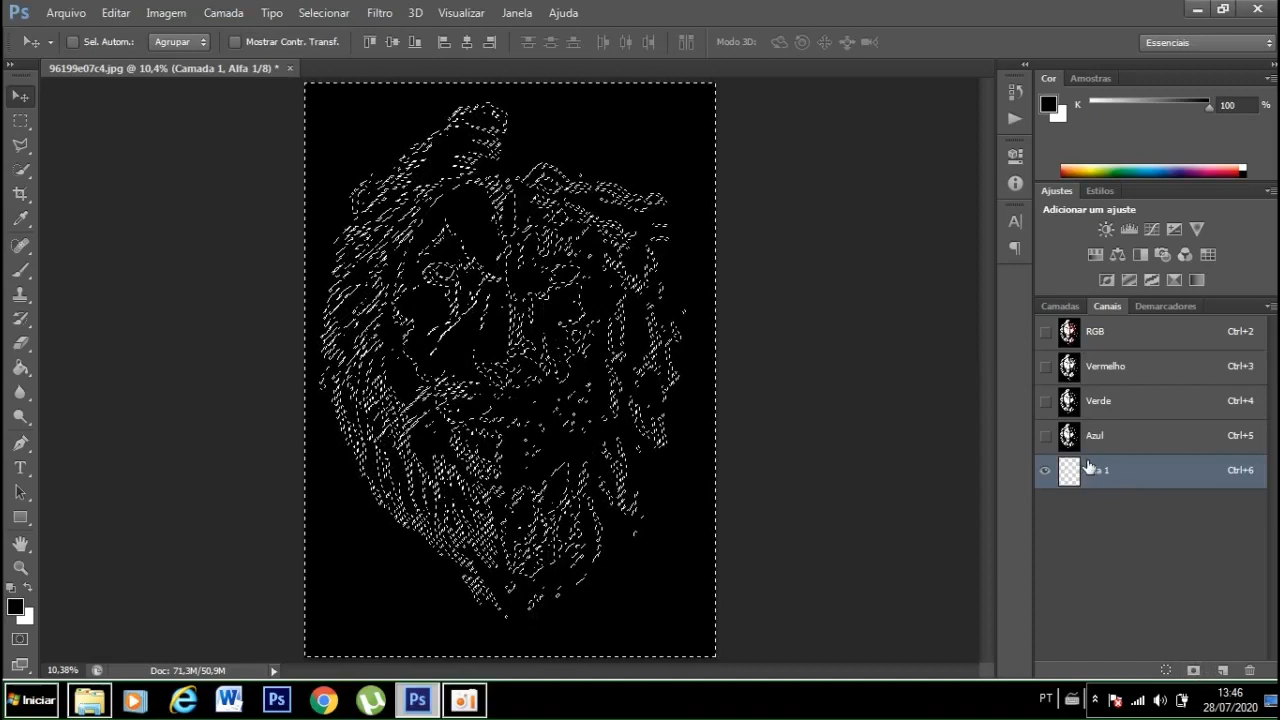 Ps Arquivo Editar Imagem Camada Tipo Selecionar Filtro 3D Visualizar Janela Ajuda
Sel. Autom.: Agrupar Mostrar Contr. Transf. Modo 3D: Essenciais
96199e07c4.jpg @ 10,4% (Camada 1, Alfa 1/8) * ×
Cor Amostras
K 100 %
Ajustes Estilos
Adicionar um ajuste
Camadas Canais Demarcadores
RGB Ctrl+2
Vermelho Ctrl+3
Verde Ctrl+4
Azul Ctrl+5
1 Ctrl+6
10,38% Doc: 71,3M/50,9M
Iniciar W Ps Ps PT 13:46
28/07/2020